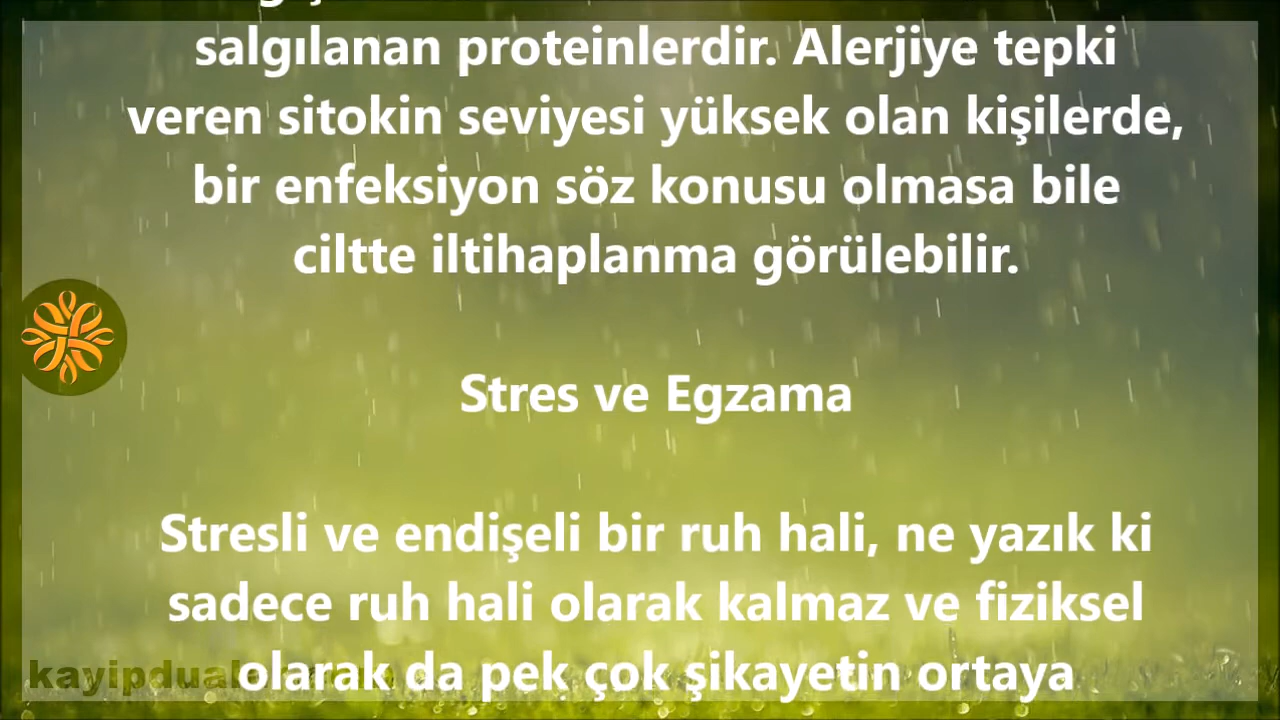 salgılanan proteinlerdir. Alerjiye tepki
veren sitokin seviyesi yüksek olan kişilerde,
bir enfeksiyon söz konusu olmasa bile
ciltte iltihaplanma görülebilir.
Stres ve Egzama
Stresli ve endişeli bir ruh hali, ne yazık ki
sadece ruh hali olarak kalmaz ve fiziksel
olarak da pek çok şikayetin ortaya